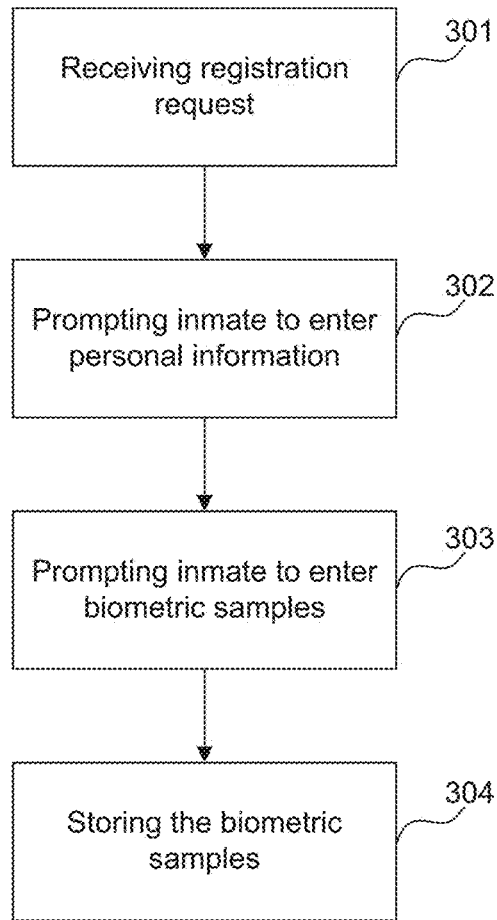 301
Receiving registration
request
302
Prompting inmate to enter
personal information
303
Prompting inmate to enter
biometric samples
304
Storing the biometric
samples